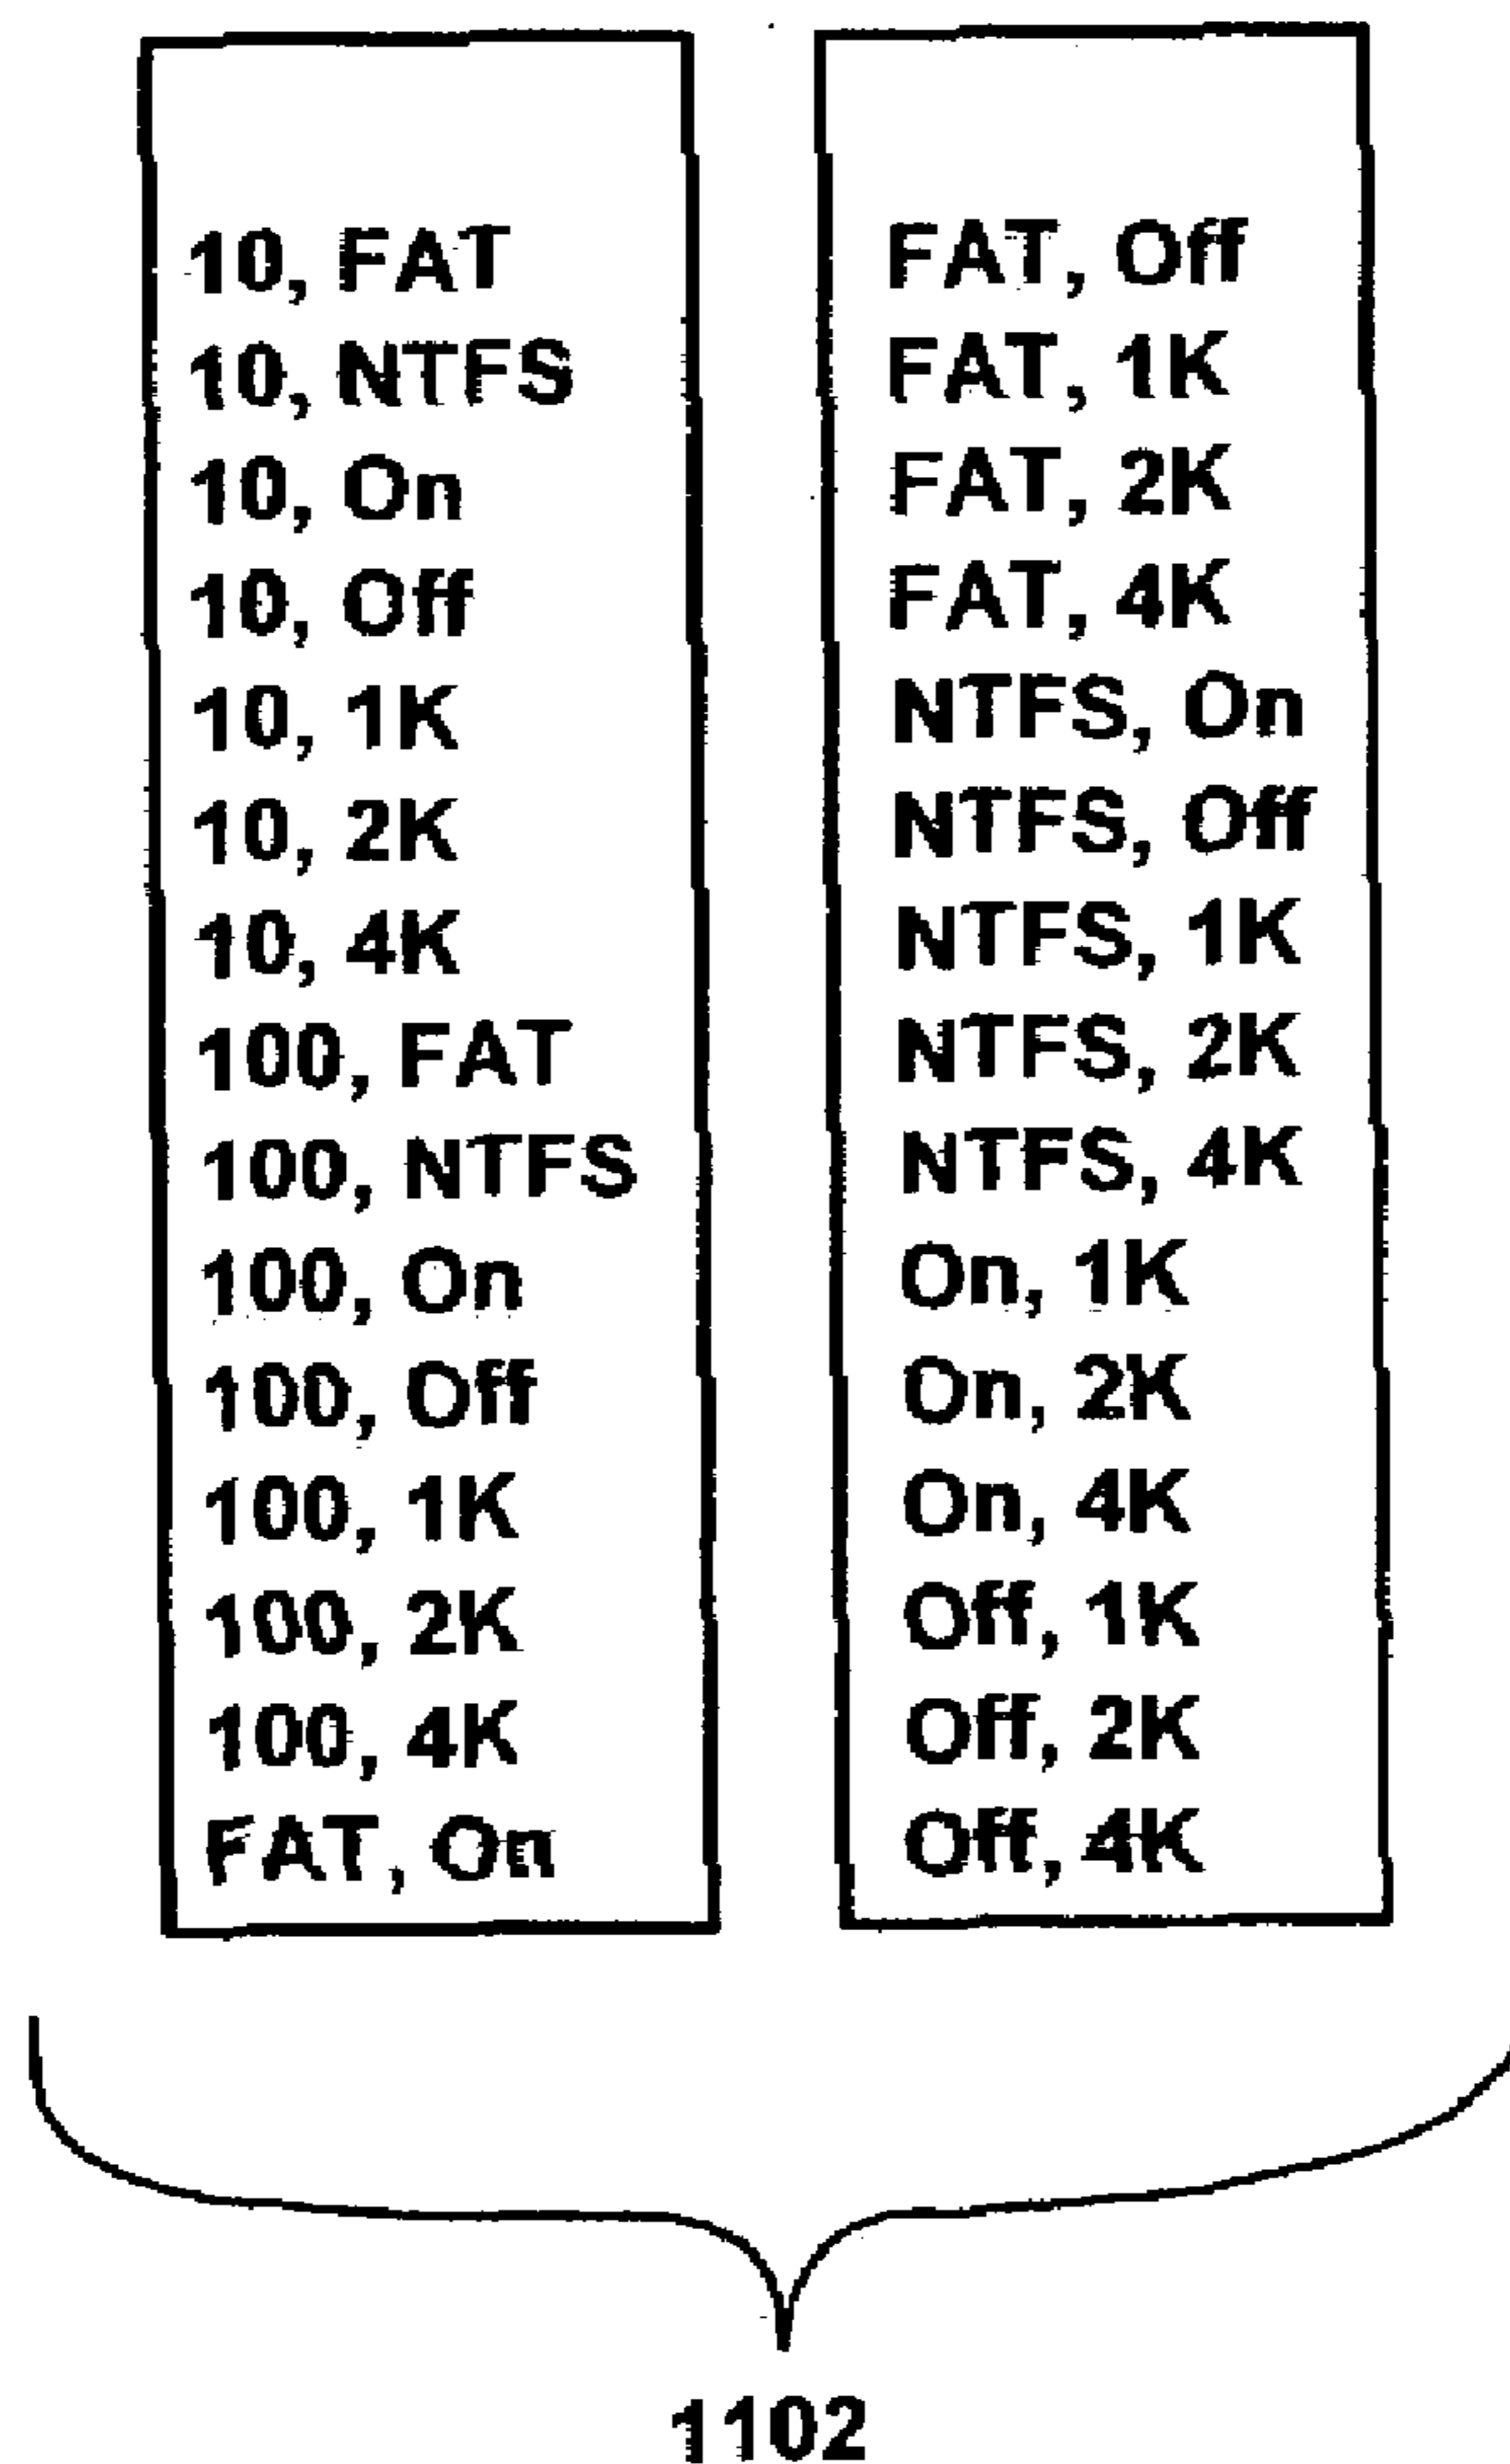 10, FAT
10, NTFS
10, On
10, Off
10, 1K
10, 2K
10, 4K
100, FAT
100, NTFS
100, On
100, Off
100, 1K
100, 2K
100, 4K
FAT, On
FAT, Off
FAT, 1K
FAT, 2K
FAT, 4K
NTFS, On
NTFS, Off
NTFS, 1K
NTFS, 2K
NTFS, 4K
On, 1K
On, 2K
On, 4K
Off, 1K
Off, 2K
Off, 4K
1102